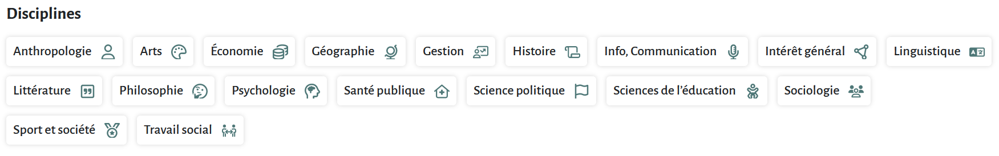 Disciplines
Anthropologie Arts Économie Géographie Gestion Histoire Info, Communication Intérêt général Linguistique
Littérature Philosophie Psychologie Santé publique Science politique Sciences de l’éducation Sociologie
Sport et société Travail social